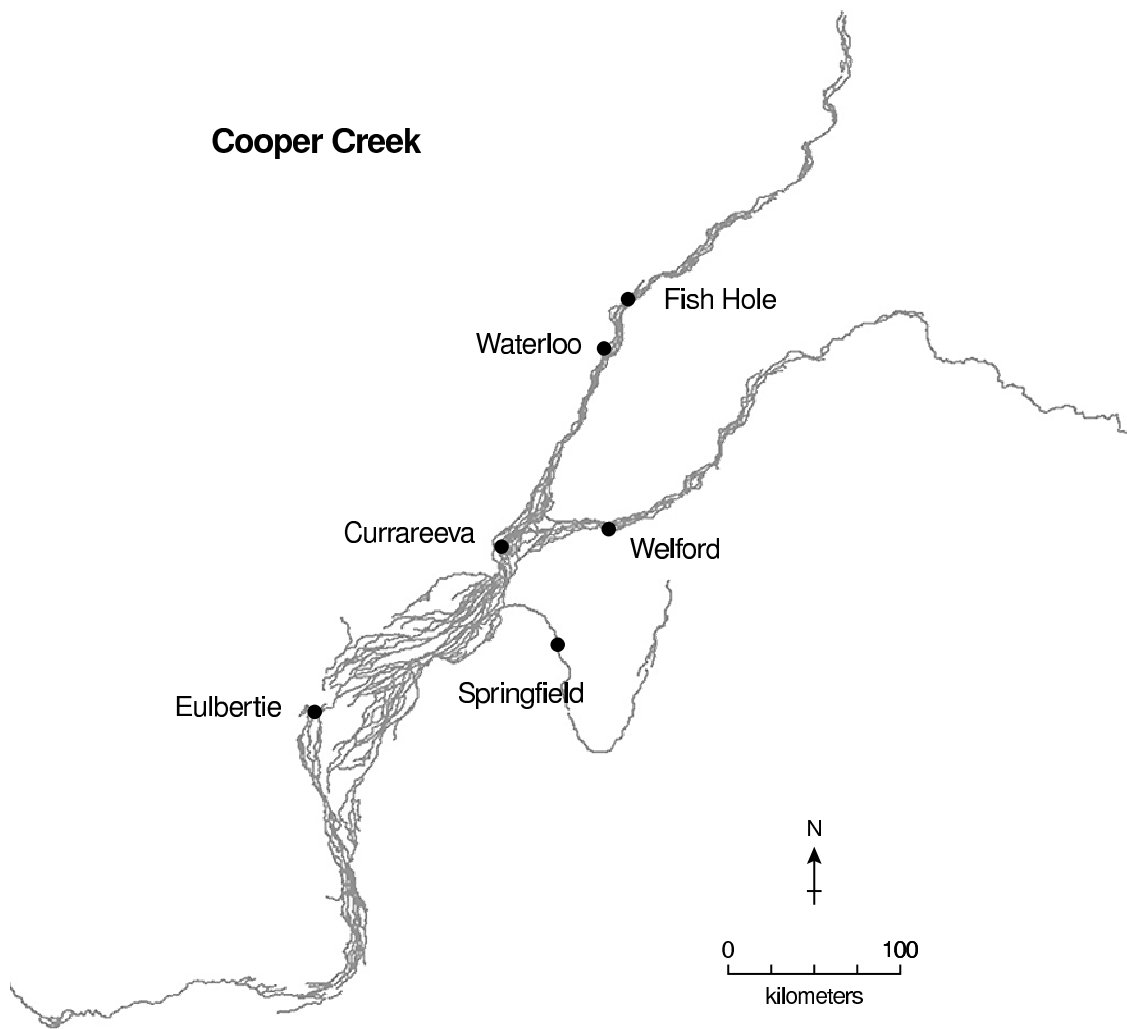 Cooper Creek
Fish Hole
Waterloo
Currareeva
Welford
Springfield
Eulbertie
N
0 100
kilometers